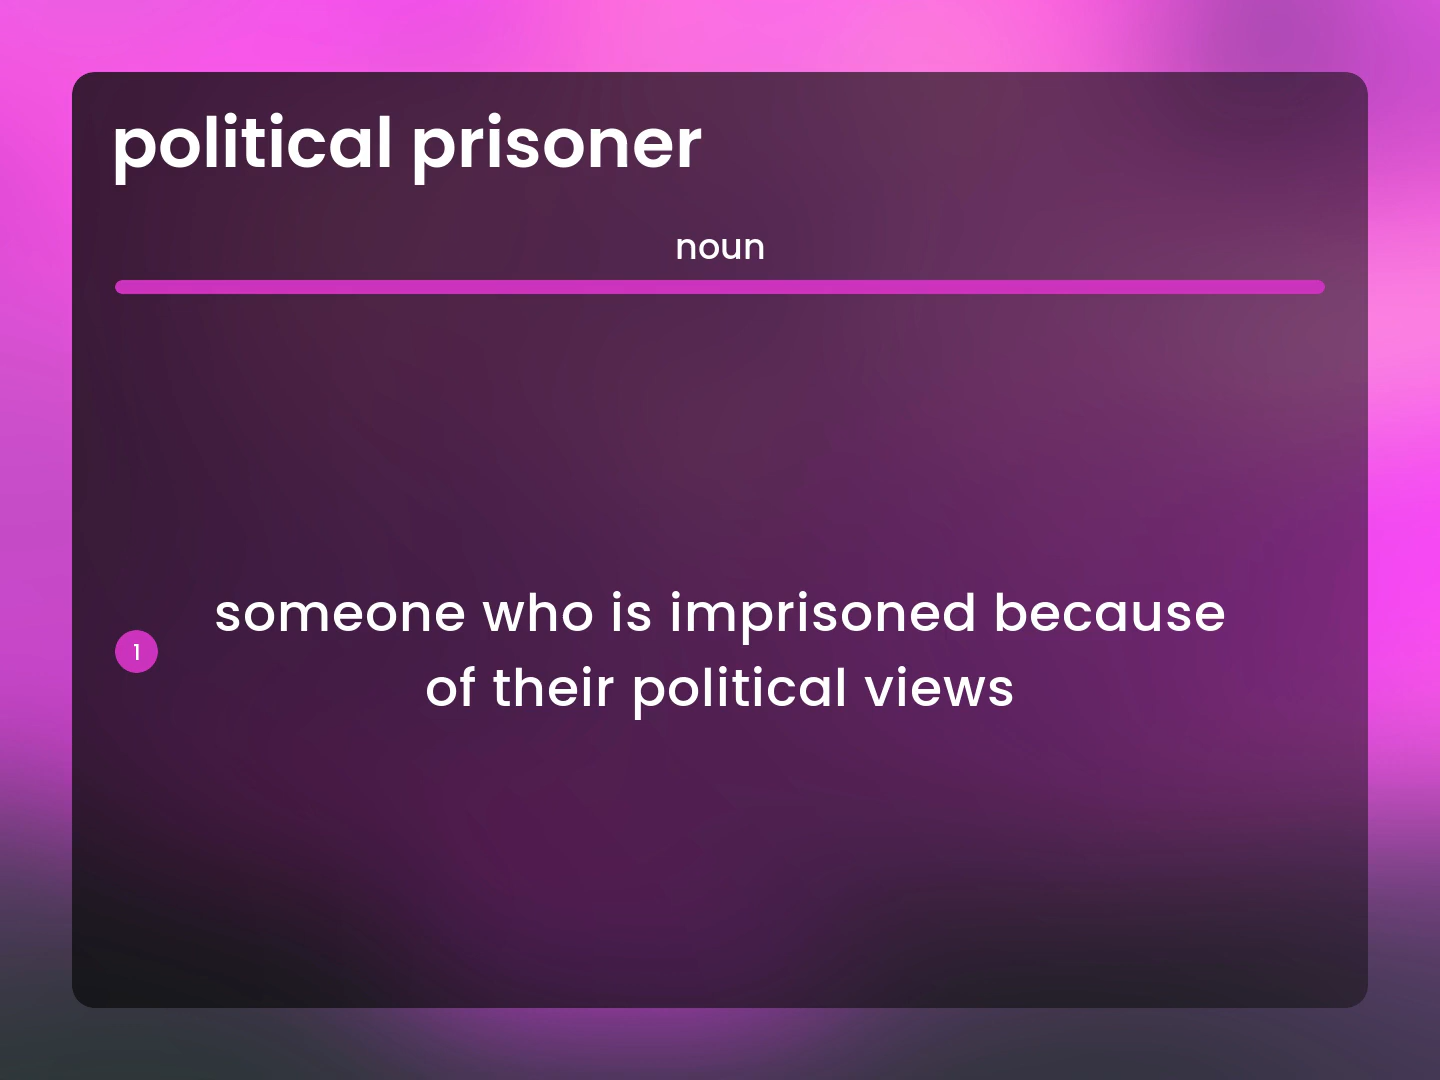 political prisoner
noun
1
someone who is imprisoned because
of their political views